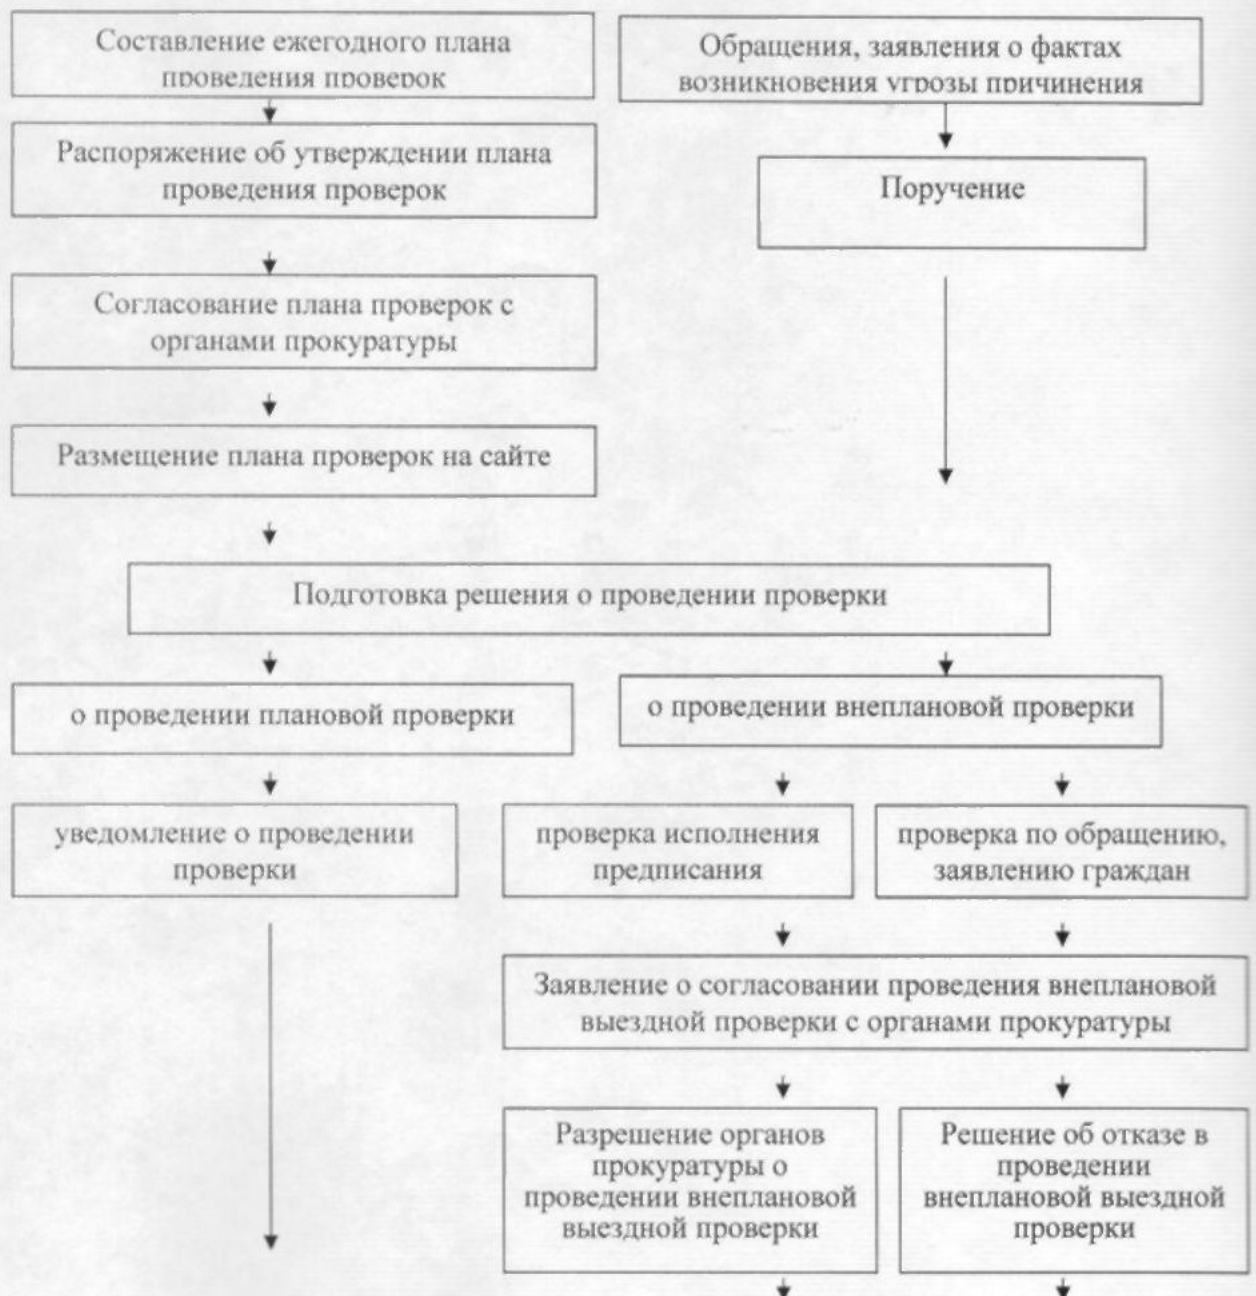 Составление ежегодного плана
проведения проверок
Обращения, заявления о фактах
возникновения угрозы причинения
Распоряжение об утверждении плана
проведения проверок
Поручение
Согласование плана проверок с
органами прокуратуры
Размещение плана проверок на сайте
Подготовка решения о проведении проверки
о проведении плановой проверки
о проведении внеплановой проверки
уведомление о проведении
проверки
проверка исполнения
предписания
проверка по обращению,
заявлению граждан
Заявление о согласовании проведения внеплановой
выездной проверки с органами прокуратуры
Разрешение органов
прокуратуры о
проведении внеплановой
выездной проверки
Решение об отказе в
проведении
внеплановой выездной
проверки